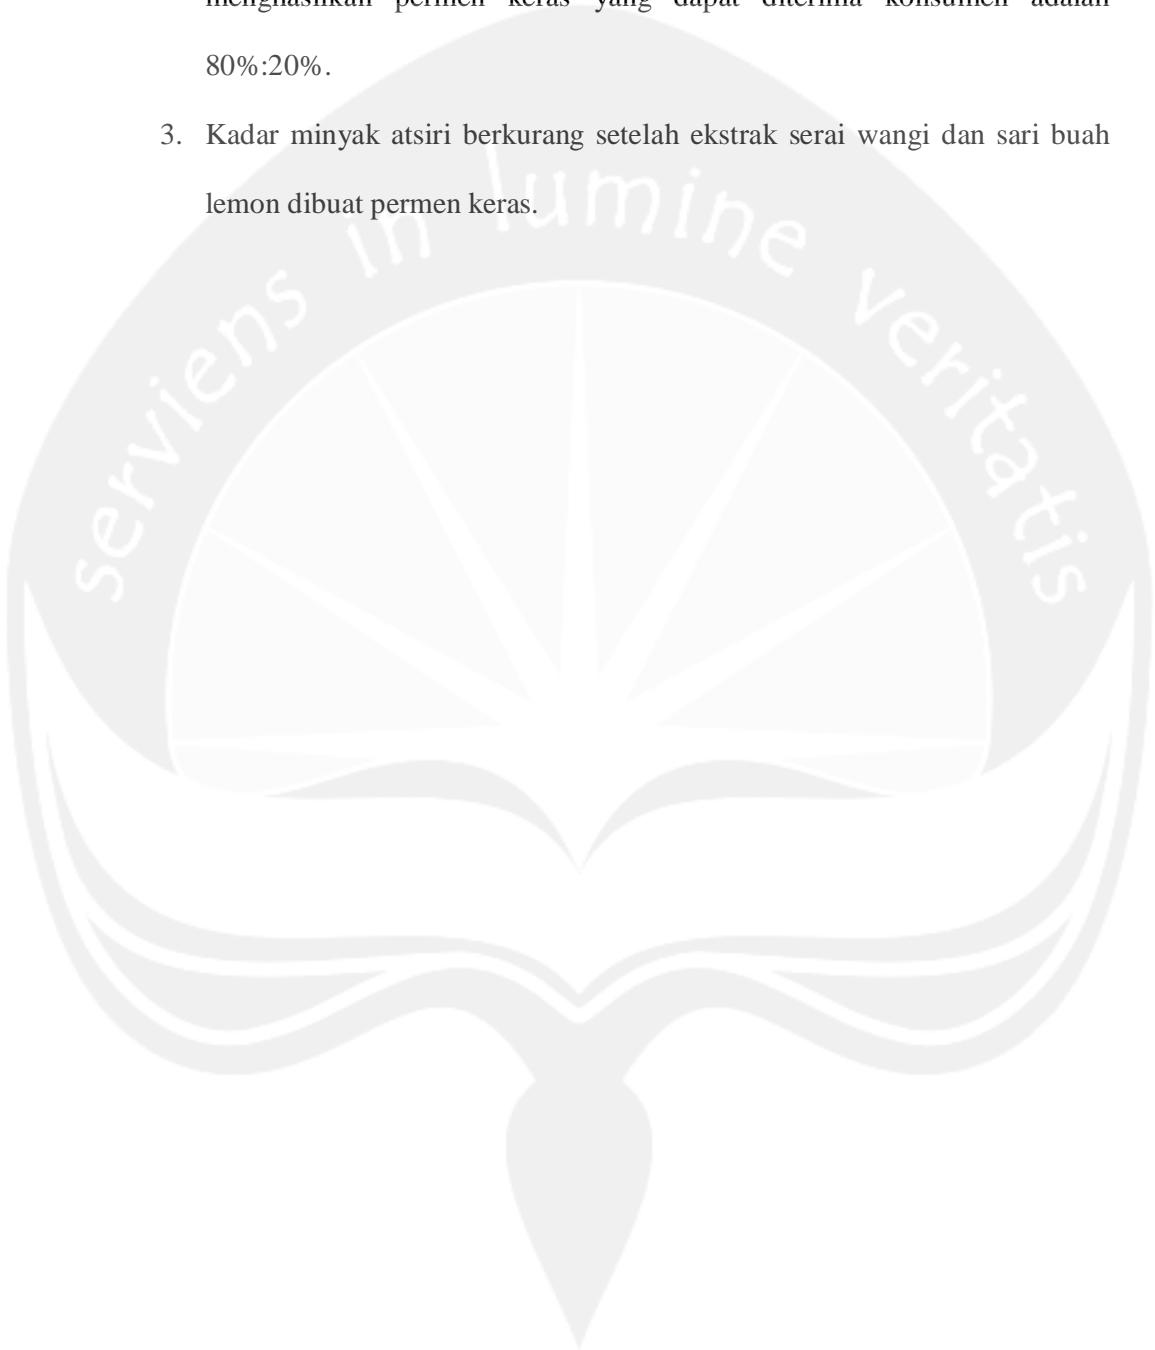 menghasilkan permen keras yang dapat diterima konsumen adalah
80%:20%.
3. Kadar minyak atsiri berkurang setelah ekstrak serai wangi dan sari buah
lemon dibuat permen keras.
serviens in lumine veritatis